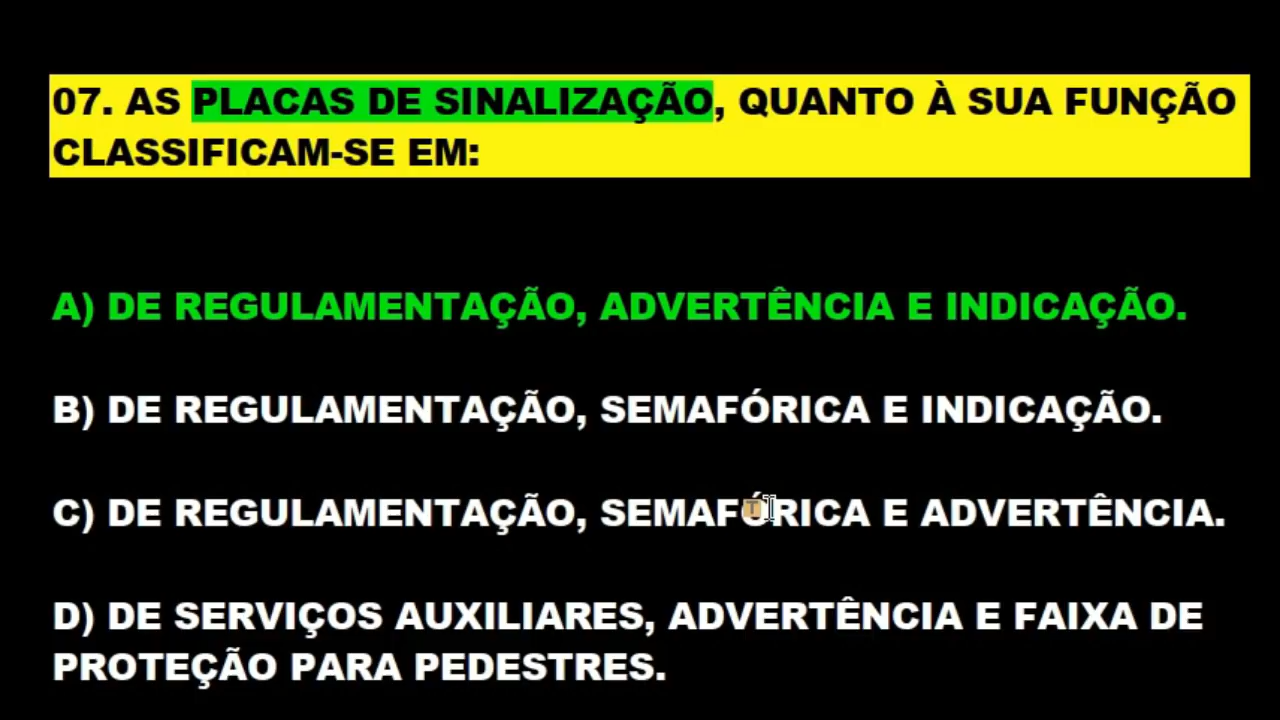 07. AS PLACAS DE SINALIZAÇÃO, QUANTO À SUA FUNÇÃO
CLASSIFICAM-SE EM:
A) DE REGULAMENTAÇÃO, ADVERTÊNCIA E INDICAÇÃO.
B) DE REGULAMENTAÇÃO, SEMAFÓRICA E INDICAÇÃO.
C) DE REGULAMENTAÇÃO, SEMAFÓRICA E ADVERTÊNCIA.
D) DE SERVIÇOS AUXILIARES, ADVERTÊNCIA E FAIXA DE
PROTEÇÃO PARA PEDESTRES.